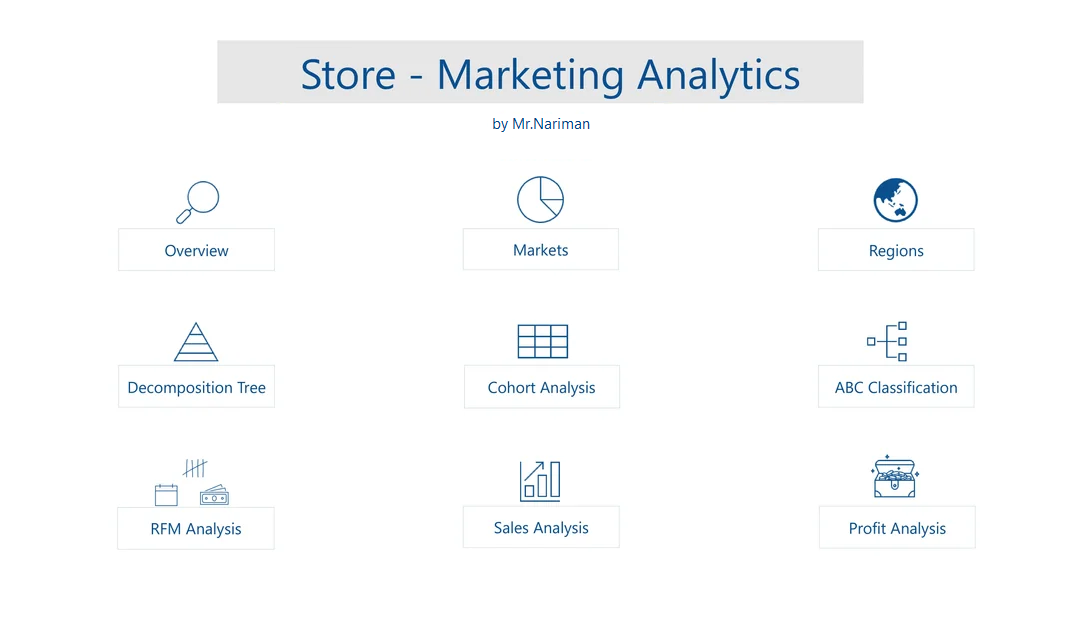 Store - Marketing Analytics
by Mr.Nariman
Overview
Markets
Regions
Decomposition Tree
Cohort Analysis
ABC Classification
RFM Analysis
Sales Analysis
Profit Analysis